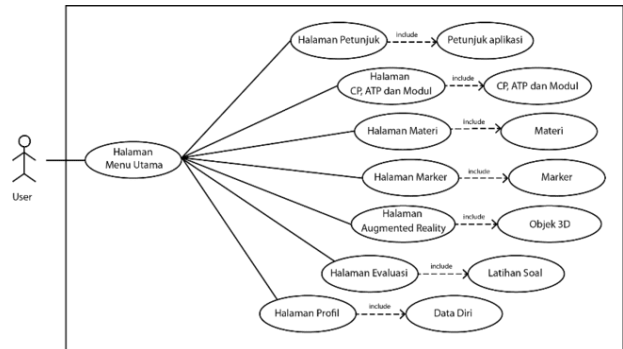 Halaman Petunjuk
include
Petunjuk aplikasi
Halaman
CP, ATP dan Modul
include
CP, ATP dan Modul
Halaman Materi
Include
Materi
Halaman Marker
include
Marker
Halaman
Augmented Reality
include
Objek 3D
Halaman Evaluasi
include
Latihan Soal
Halaman Profil
include
Data Diri
Halaman
Menu Utama
User